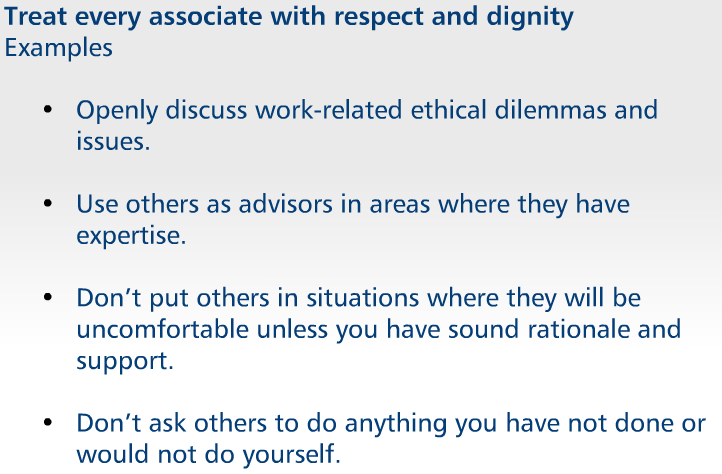 Treat every associate with respect and dignity
Examples
• Openly discuss work-related ethical dilemmas and
issues.
• Use others as advisors in areas where they have
expertise.
• Don’t put others in situations where they will be
uncomfortable unless you have sound rationale and
support.
• Don’t ask others to do anything you have not done or
would not do yourself.